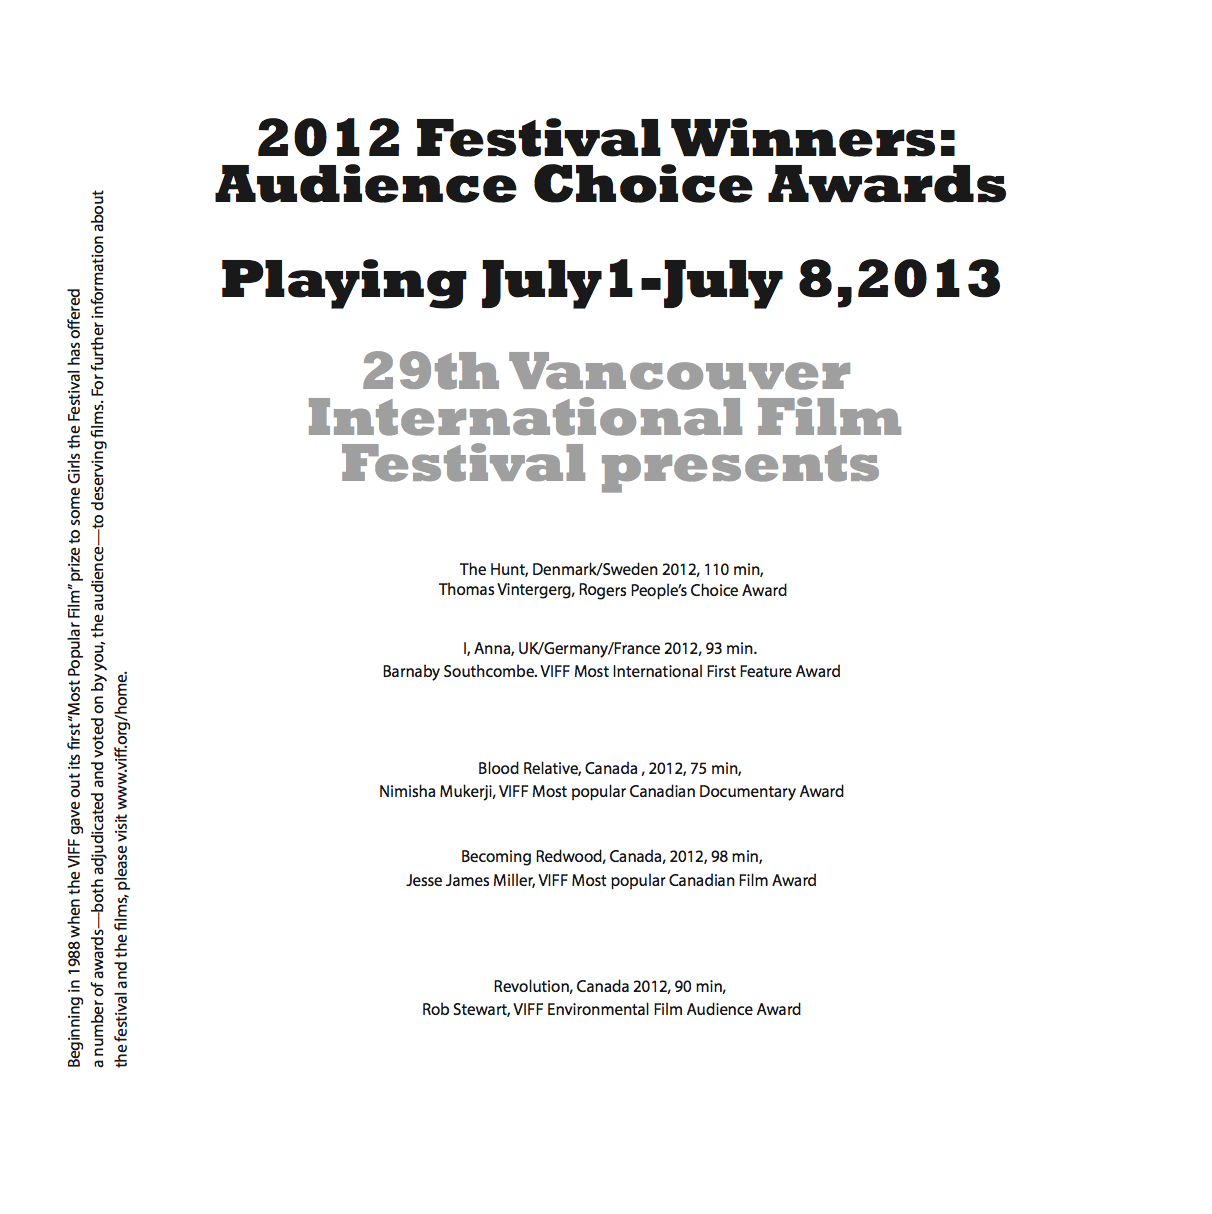 2012 Festival Winners:
Audience Choice Awards
Playing July1-July 8,2013
29th Vancouver
International Film
Festival presents
The Hunt, Denmark/Sweden 2012, 110 min,
Thomas Vintergerg, Rogers People’s Choice Award
I, Anna, UK/Germany/France 2012, 93 min.
Barnaby Southcombe. VIFF Most International First Feature Award
Blood Relative, Canada , 2012, 75 min,
Nimisha Mukerji, VIFF Most popular Canadian Documentary Award
Becoming Redwood, Canada, 2012, 98 min,
Jesse James Miller, VIFF Most popular Canadian Film Award
Revolution, Canada 2012, 90 min,
Rob Stewart, VIFF Environmental Film Audience Award
Beginning in 1988 when the VIFF gave out its first “Most Popular Film” prize to some Girls the Festival has offered
a number of awards—both adjudicated and voted on by you, the audience—to deserving films. For further information about
the festival and the films, please visit www.viff.org/home.